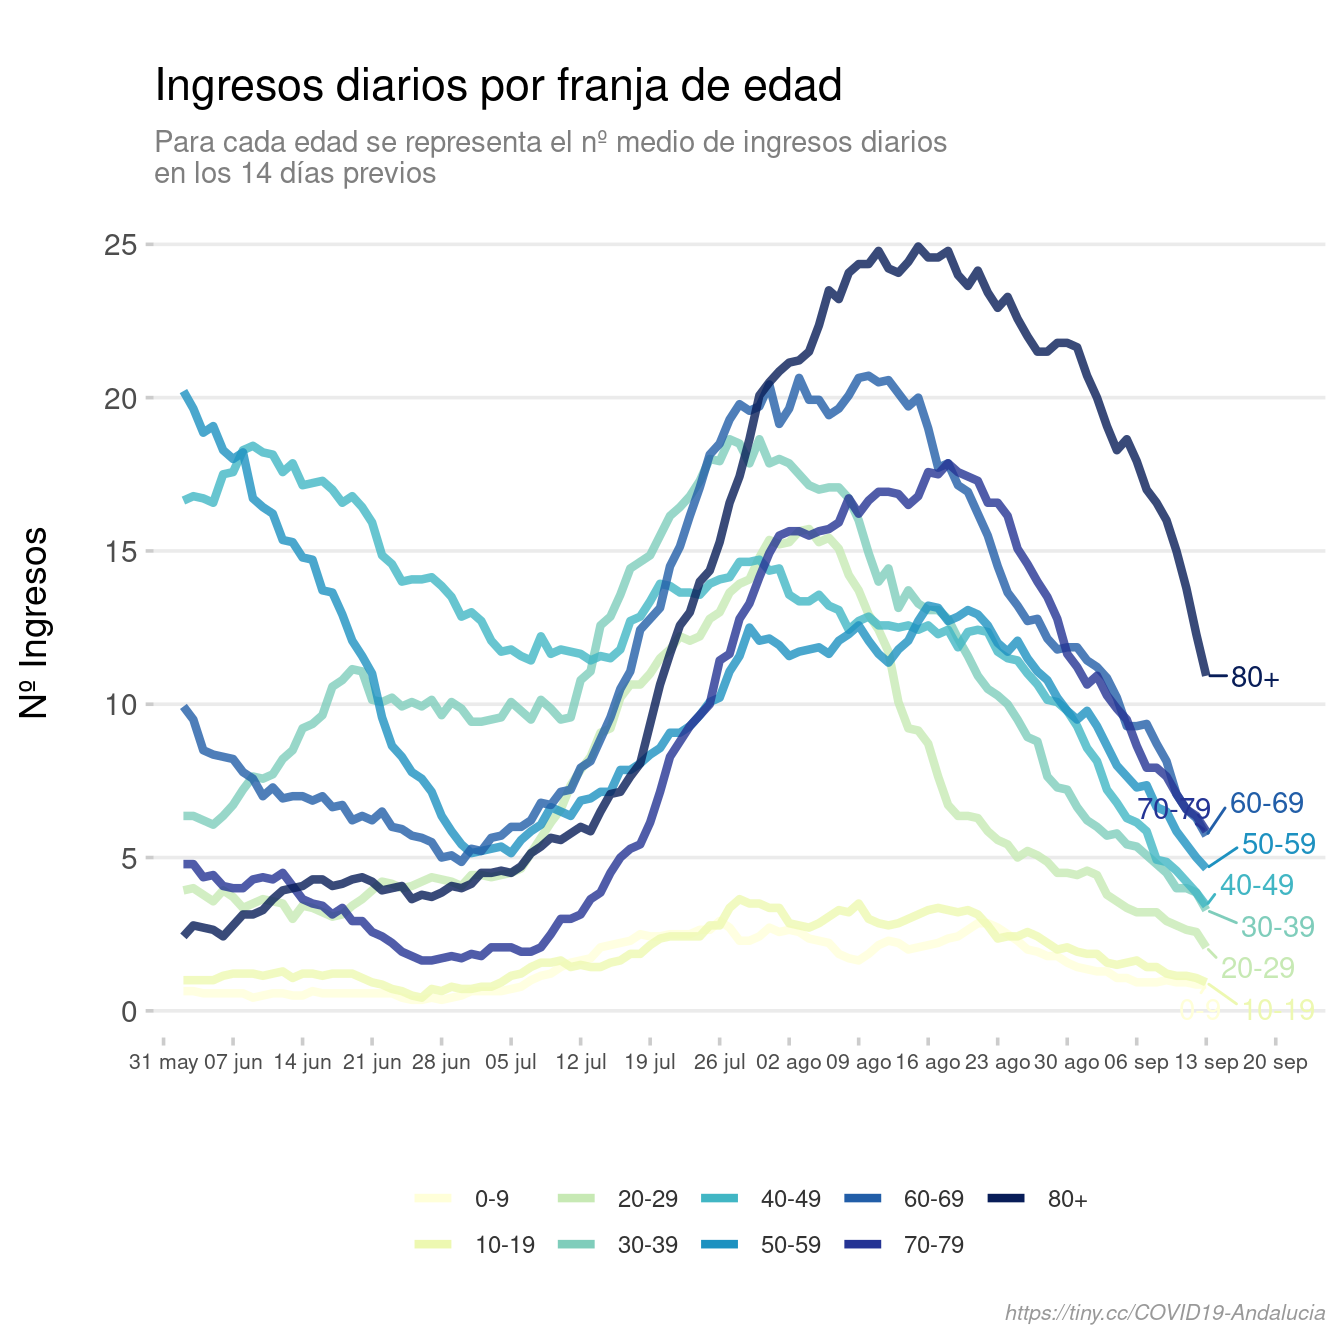 Ingresos diarios por franja de edad
Para cada edad se representa el nº medio de ingresos diarios
en los 14 días previos
Nº Ingresos
25
20
15
10
5
0
80+
70-79
60-69
50-59
40-49
30-39
20-29
0-9
10-19
31 may 07 jun 14 jun 21 jun 28 jun 05 jul 12 jul 19 jul 26 jul 02 ago 09 ago 16 ago 23 ago 30 ago 06 sep 13 sep 20 sep
0-9 20-29 40-49 60-69 80+
10-19 30-39 50-59 70-79
https://tiny.cc/COVID19-Andalucia